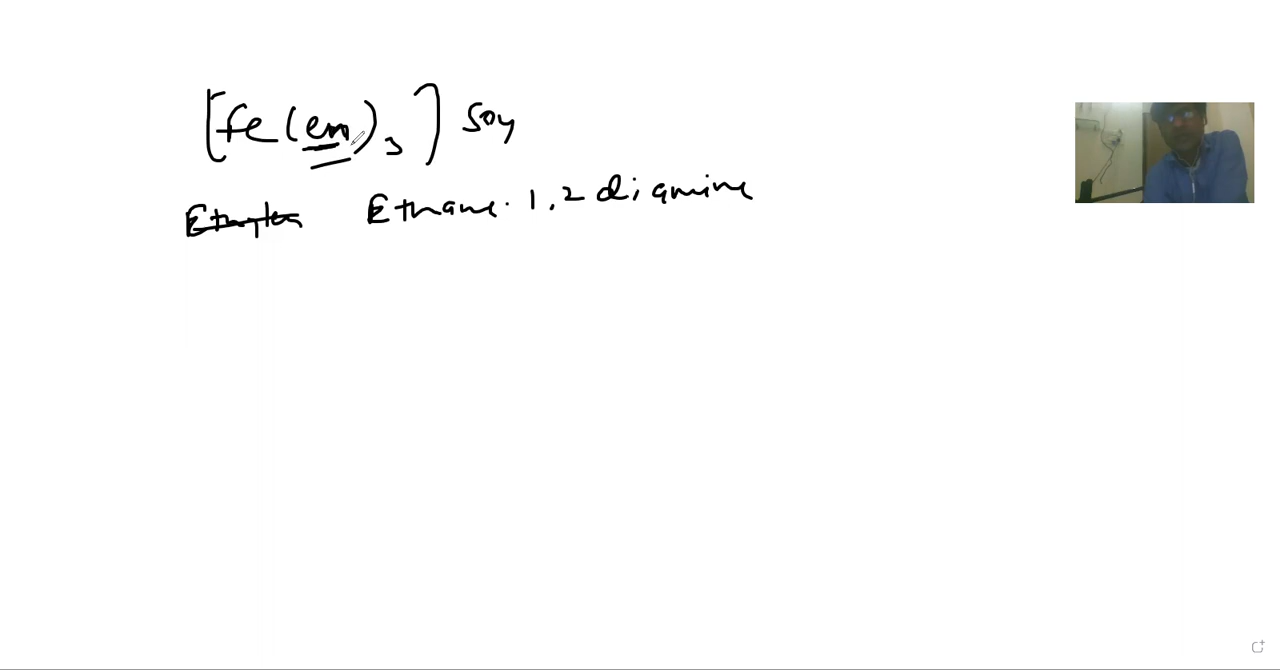 [Fe(en)₃] SO₄
Ethane. 1,2 diamine